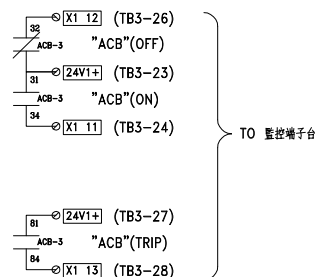 32 X1 12 (TB3-26)
ACB-3 "ACB"(OFF)
31 24V1+ (TB3-23)
ACB-3 "ACB"(ON)
34 X1 11 (TB3-24)
TO 監控端子台
81 24V1+ (TB3-27)
ACB-3 "ACB"(TRIP)
84 X1 13 (TB3-28)